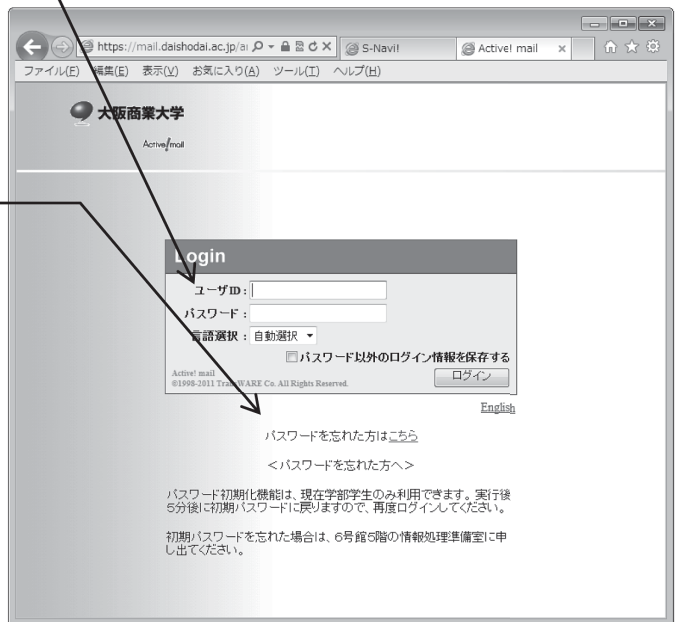 https://mail.daishodai.ac.jp/a
S-Navi!
Active! mail
ファイル(F) 編集(E) 表示(V) お気に入り(A) ツール(T) ヘルプ(H)
大阪商業大学
Active!mail
Login
ユーザID:
パスワード:
言語選択: 自動選択
パスワード以外のログイン情報を保存する
Active! mail
©1998-2011 TransWARE Co. All Rights Reserved.
ログイン
English
パスワードを忘れた方はこちら
<パスワードを忘れた方へ>
パスワード初期化機能は、現在学部学生のみ利用できます。実行後
5分後に初期パスワードに戻りますので、再度ログインしてください。
初期パスワードを忘れた場合は、6号館5階の情報処理準備室に申
し出てください。